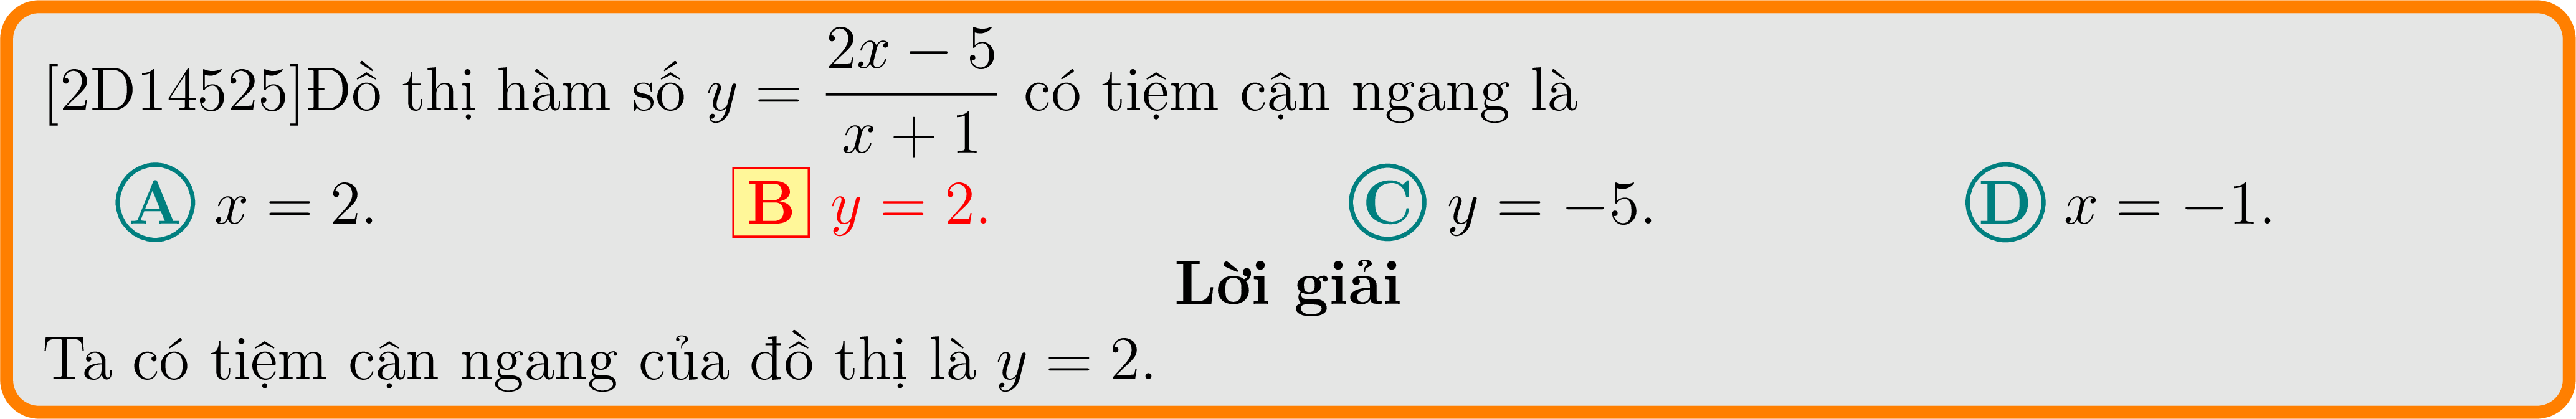 [2D14525]Đồ thị hàm số y = \frac{2x − 5}{x + 1} có tiệm cận ngang là
A x = 2. B y = 2. C y = −5. D x = −1.
Lời giải
Ta có tiệm cận ngang của đồ thị là y = 2.